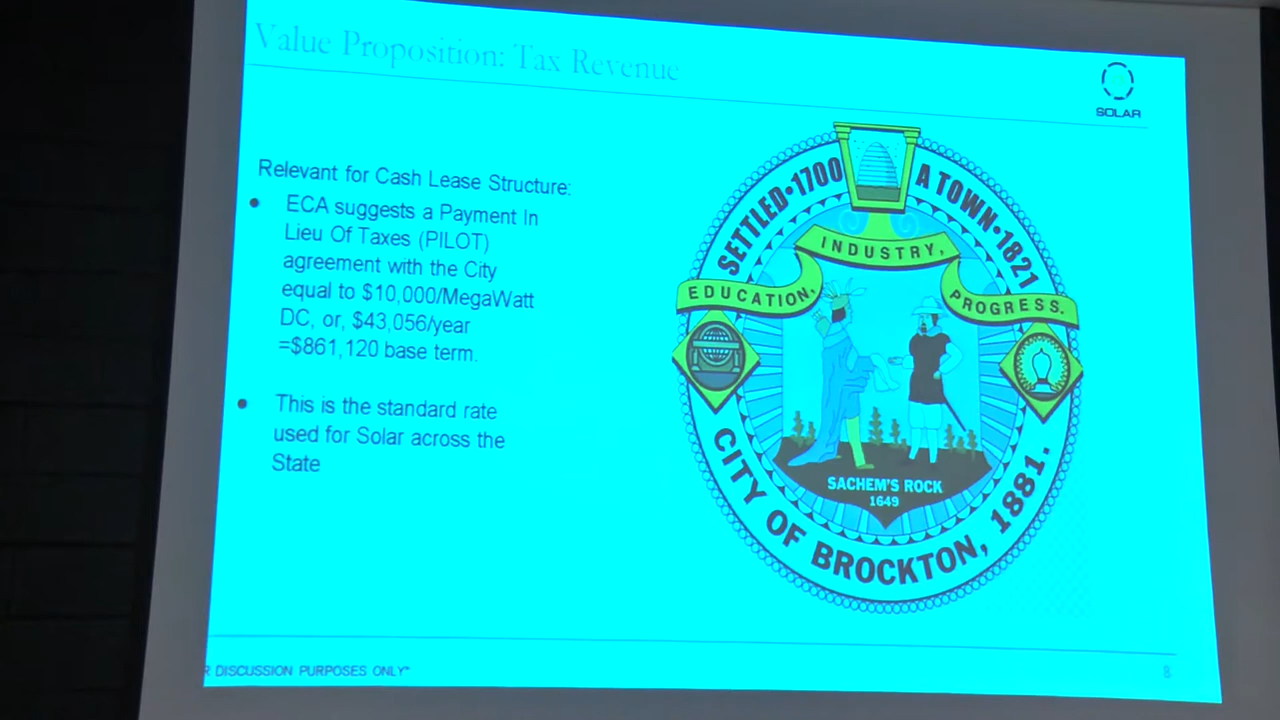 Value Proposition: Tax Revenue
SOLAR
Relevant for Cash Lease Structure:
• ECA suggests a Payment In
Lieu Of Taxes (PILOT)
agreement with the City
equal to $10,000/MegaWatt
DC, or, $43,056/year
=$861,120 base term.
• This is the standard rate
used for Solar across the
State
SETTLED•1700
A TOWN•1821
INDUSTRY,
EDUCATION,
PROGRESS.
SACHEM'S ROCK
1649
CITY OF BROCKTON, 1881.
R DISCUSSION PURPOSES ONLY"
8